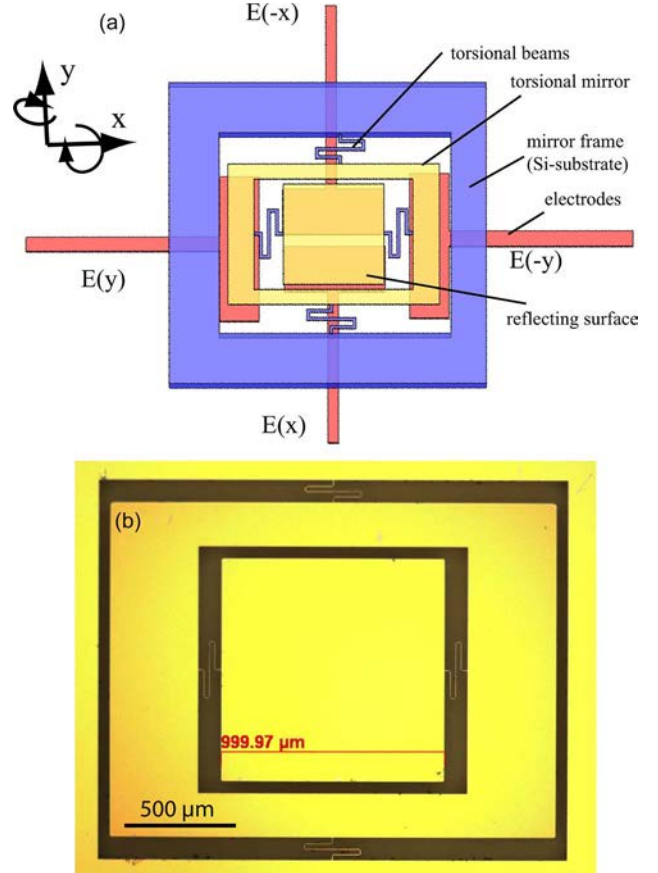 (a)
E(-x)
torsional beams
torsional mirror
y
x
mirror frame
(Si-substrate)
electrodes
E(y)
E(-y)
reflecting surface
E(x)
(b)
999.97 µm
500 µm